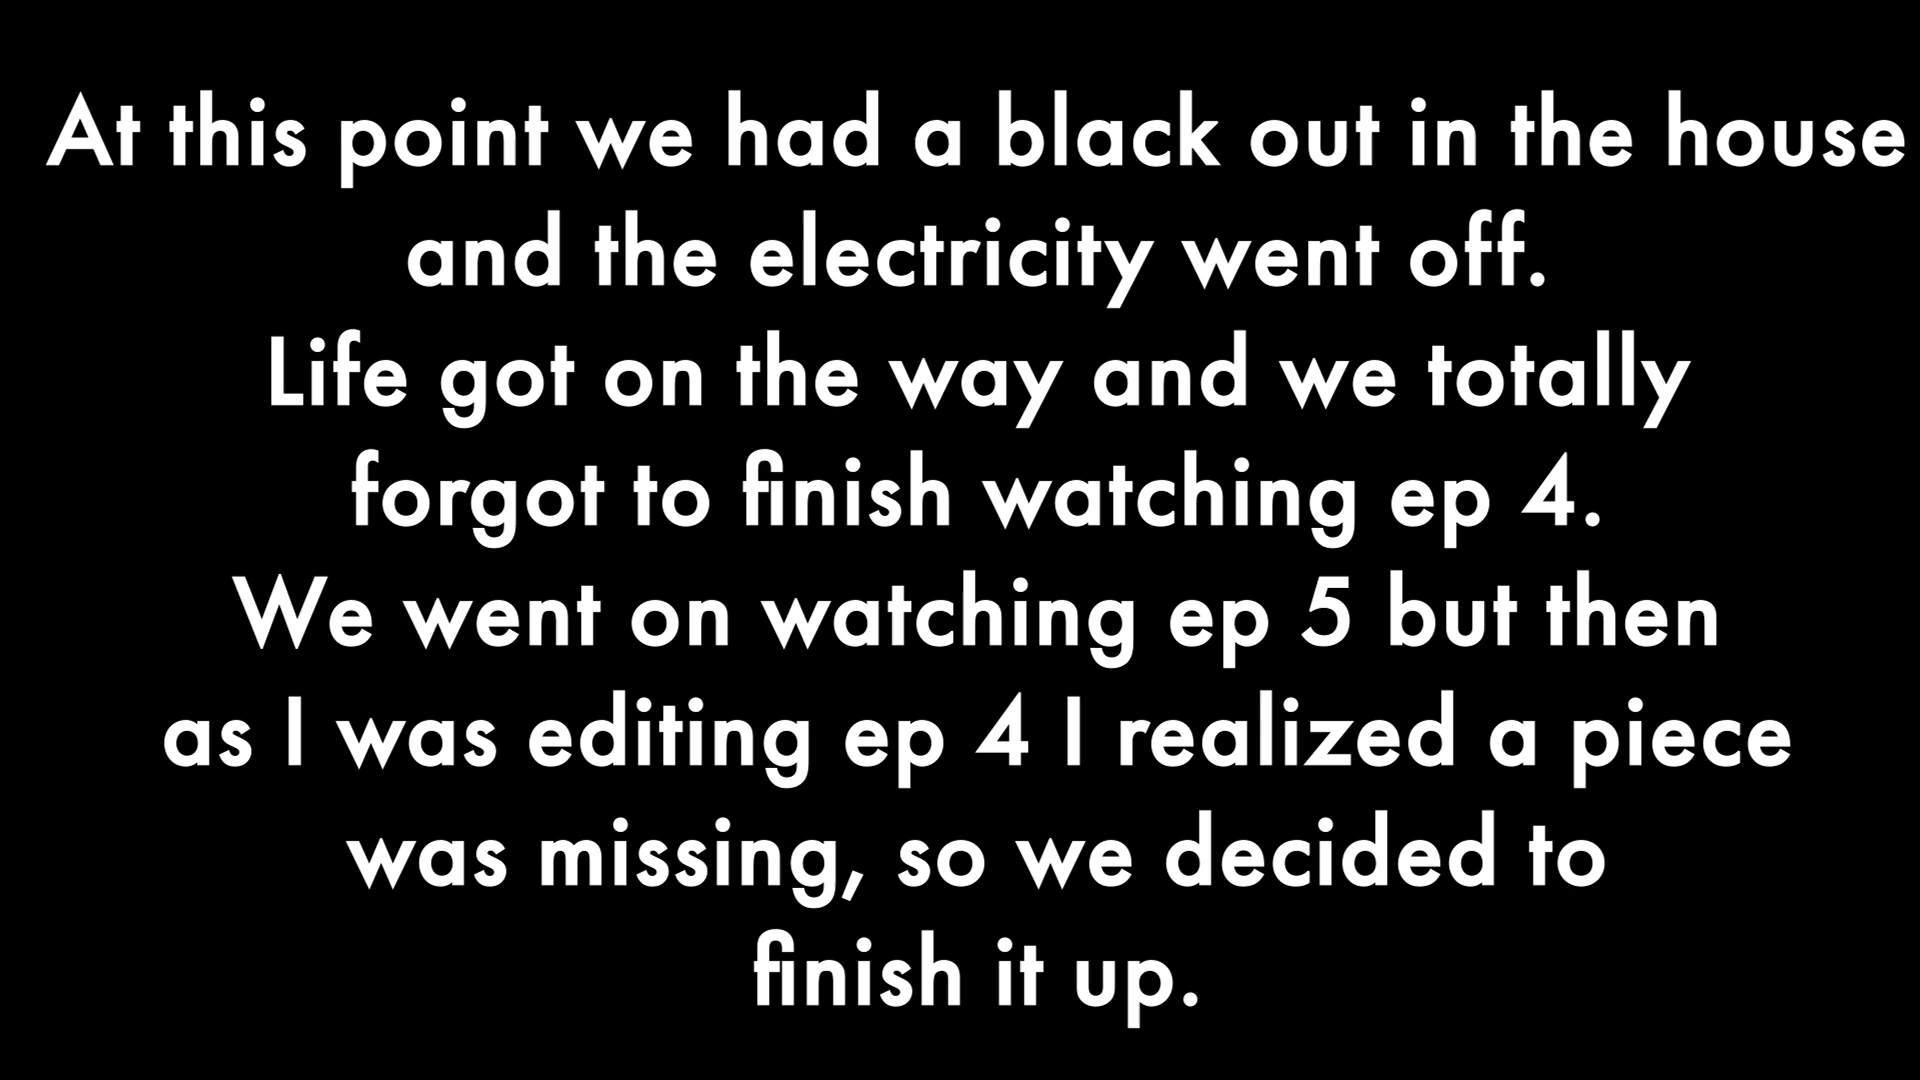 At this point we had a black out in the house
and the electricity went off.
Life got on the way and we totally
forgot to finish watching ep 4.
We went on watching ep 5 but then
as I was editing ep 4 I realized a piece
was missing, so we decided to
finish it up.